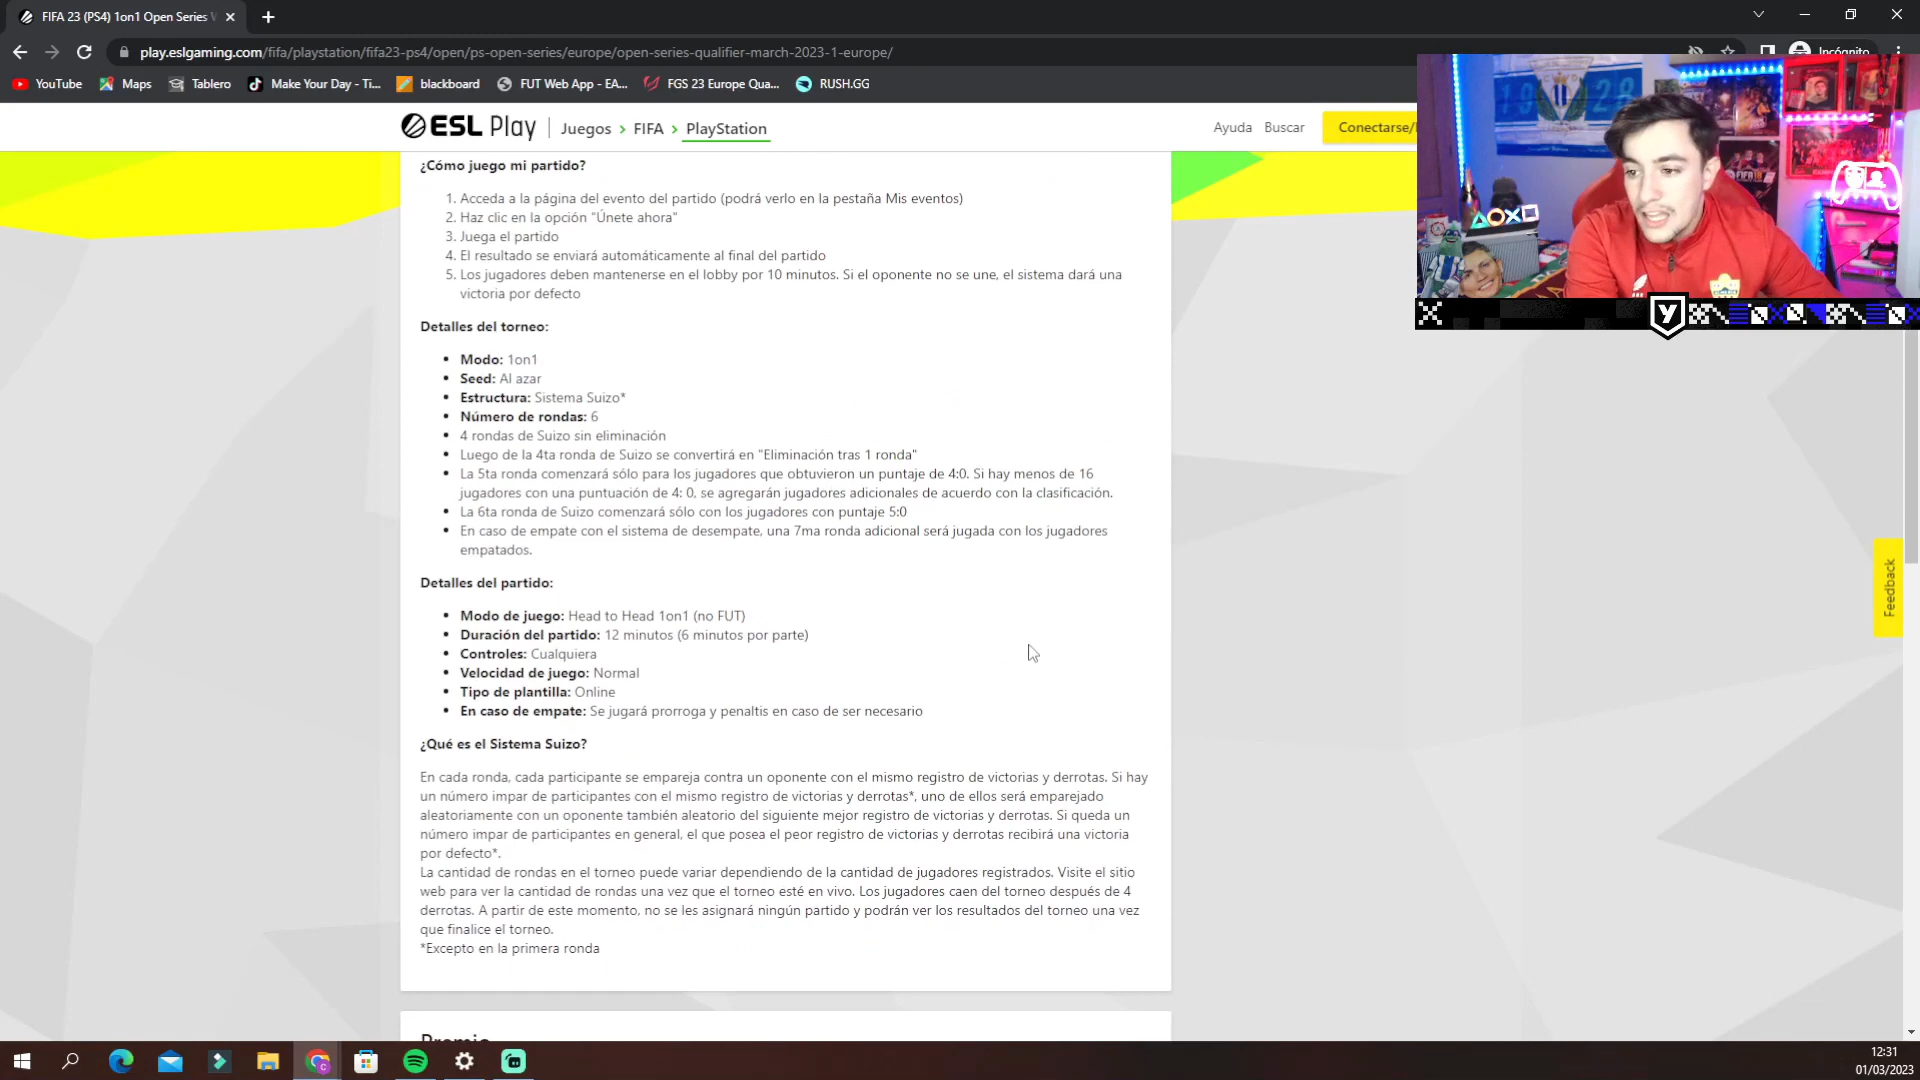 FIFA 23 (PS4) 1on1 Open Series
play.eslgaming.com/fifa/playstation/fifa23-ps4/open/ps-open-series/europe/open-series-qualifier-march-2023-1-europe/
Incógnito
YouTube Maps Tablero Make Your Day - Ti... blackboard FUT Web App - EA... FGS 23 Europe Qua... RUSH.GG
ESL Play Juegos > FIFA > PlayStation Ayuda Buscar Conectarse/
¿Cómo juego mi partido?
1. Acceda a la página del evento del partido (podrá verlo en la pestaña Mis eventos)
2. Haz clic en la opción "Únete ahora"
3. Juega el partido
4. El resultado se enviará automáticamente al final del partido
5. Los jugadores deben mantenerse en el lobby por 10 minutos. Si el oponente no se une, el sistema dará una
victoria por defecto
Detalles del torneo:
• Modo: 1on1
• Seed: Al azar
• Estructura: Sistema Suizo*
• Número de rondas: 6
• 4 rondas de Suizo sin eliminación
• Luego de la 4ta ronda de Suizo se convertirá en "Eliminación tras 1 ronda"
• La 5ta ronda comenzará sólo para los jugadores que obtuvieron un puntaje de 4:0. Si hay menos de 16
jugadores con una puntuación de 4: 0, se agregarán jugadores adicionales de acuerdo con la clasificación.
• La 6ta ronda de Suizo comenzará sólo con los jugadores con puntaje 5:0
• En caso de empate con el sistema de desempate, una 7ma ronda adicional será jugada con los jugadores
empatados.
Detalles del partido:
• Modo de juego: Head to Head 1on1 (no FUT)
• Duración del partido: 12 minutos (6 minutos por parte)
• Controles: Cualquiera
• Velocidad de juego: Normal
• Tipo de plantilla: Online
• En caso de empate: Se jugará prorroga y penaltis en caso de ser necesario
¿Qué es el Sistema Suizo?
En cada ronda, cada participante se empareja contra un oponente con el mismo registro de victorias y derrotas. Si hay
un número impar de participantes con el mismo registro de victorias y derrotas*, uno de ellos será emparejado
aleatoriamente con un oponente también aleatorio del siguiente mejor registro de victorias y derrotas. Si queda un
número impar de participantes en general, el que posea el peor registro de victorias y derrotas recibirá una victoria
por defecto*.
La cantidad de rondas en el torneo puede variar dependiendo de la cantidad de jugadores registrados. Visite el sitio
web para ver la cantidad de rondas una vez que el torneo esté en vivo. Los jugadores caen del torneo después de 4
derrotas. A partir de este momento, no se les asignará ningún partido y podrán ver los resultados del torneo una vez
que finalice el torneo.
*Excepto en la primera ronda
Feedback
12:31
01/03/2023